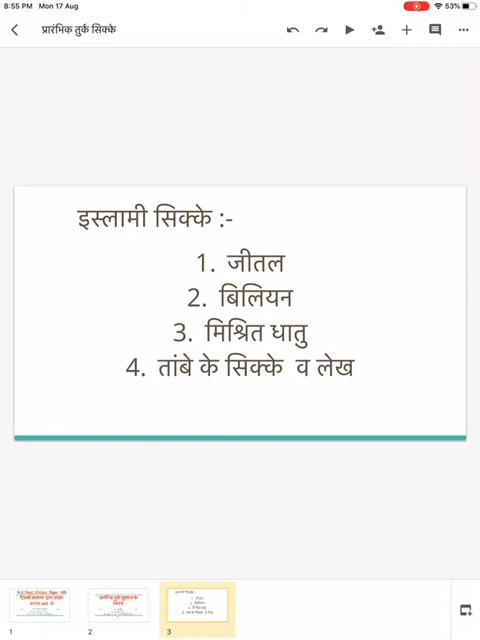 8:55 PM Mon 17 Aug 53%
प्रारंभिक तुर्क सिक्के
इस्लामी सिक्के :-
1. जीतल
2. बिलियन
3. मिश्रित धातु
4. तांबे के सिक्के व लेख
1
2
3